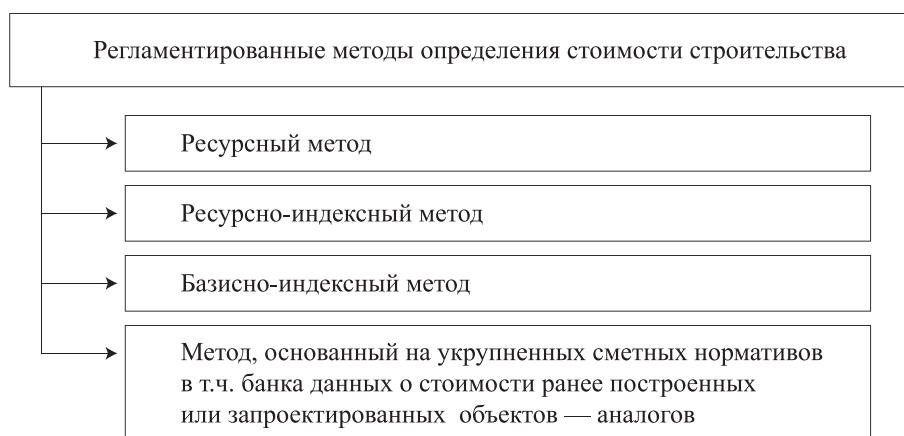 Регламентированные методы определения стоимости строительства
Ресурсный метод
Ресурсно-индексный метод
Базисно-индексный метод
Метод, основанный на укрупненных сметных нормативов
в т.ч. банка данных о стоимости ранее построенных
или запроектированных объектов — аналогов